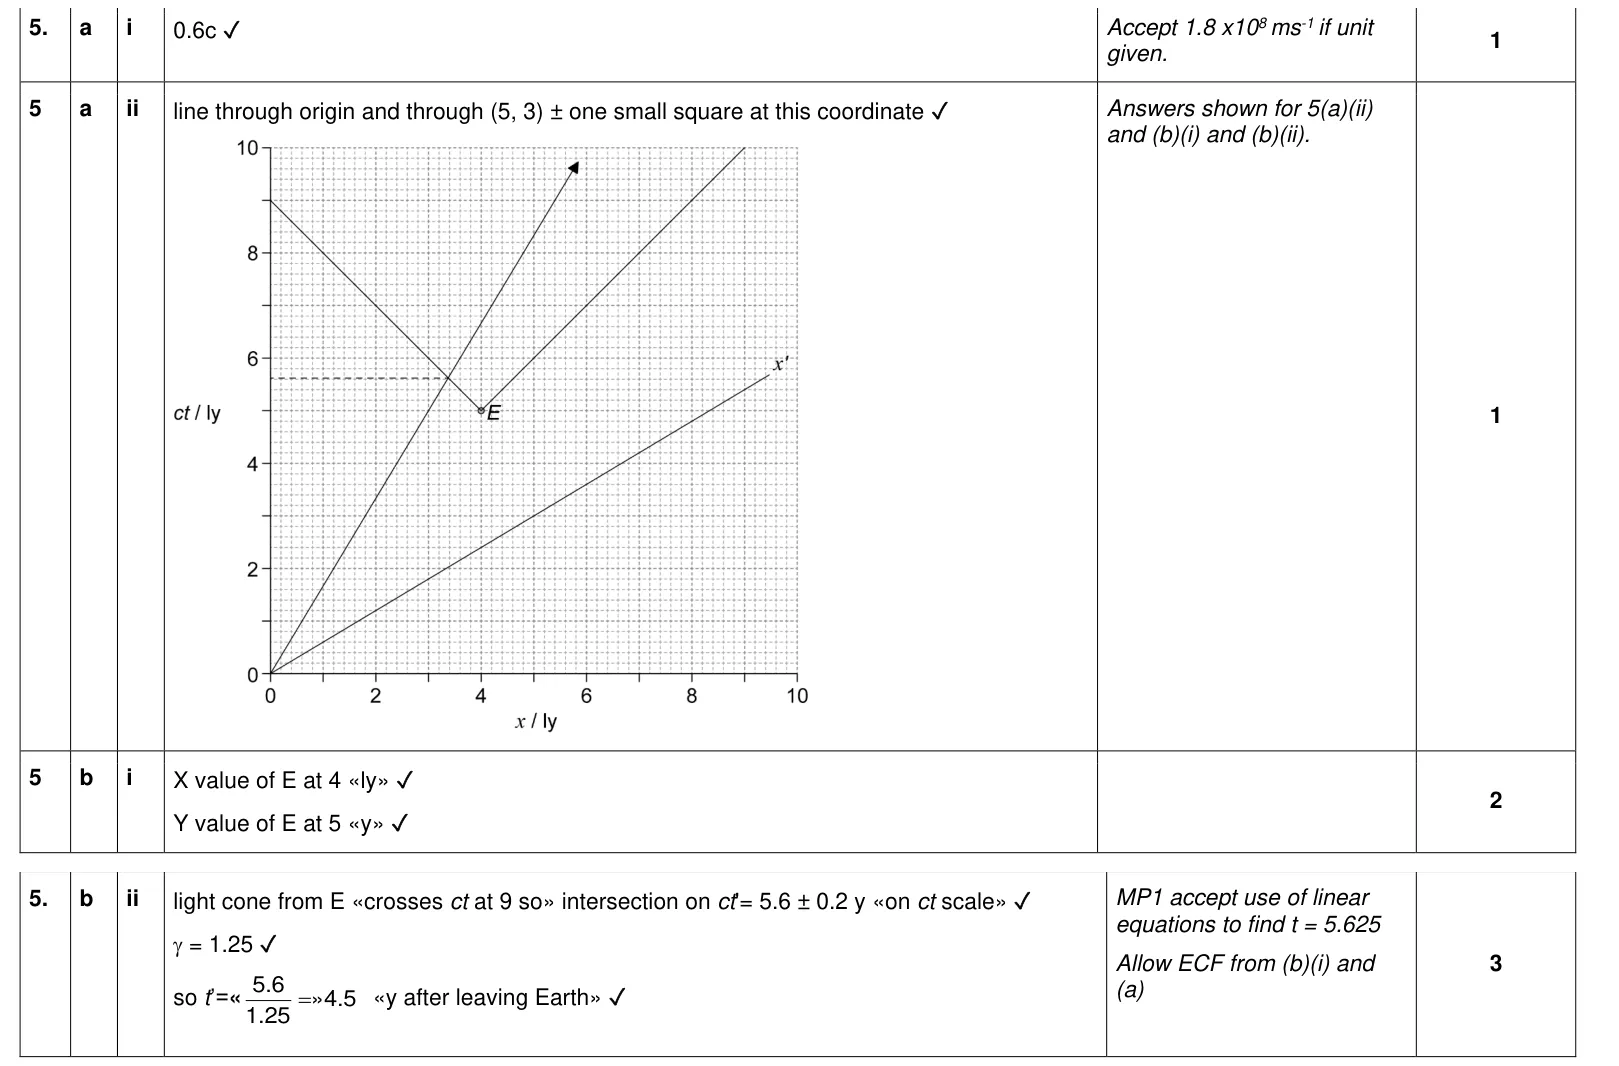 5. a i 0.6c ✓ Accept 1.8 x10⁸ ms⁻¹ if unit
given.
1
5 a ii line through origin and through (5, 3) ± one small square at this coordinate ✓ Answers shown for 5(a)(ii)
and (b)(i) and (b)(ii).
10
8
6
x'
ct / ly
E
1
4
2
0
0 2 4 6 8 10
x / ly
5 b i X value of E at 4 «ly» ✓
2
Y value of E at 5 «y» ✓
5. b ii light cone from E «crosses ct at 9 so» intersection on ct'= 5.6 ± 0.2 y «on ct scale» ✓ MP1 accept use of linear
equations to find t = 5.625
γ = 1.25 ✓
Allow ECF from (b)(i) and
(a)
3
so t'=« 5.6/1.25 =»4.5 «y after leaving Earth» ✓